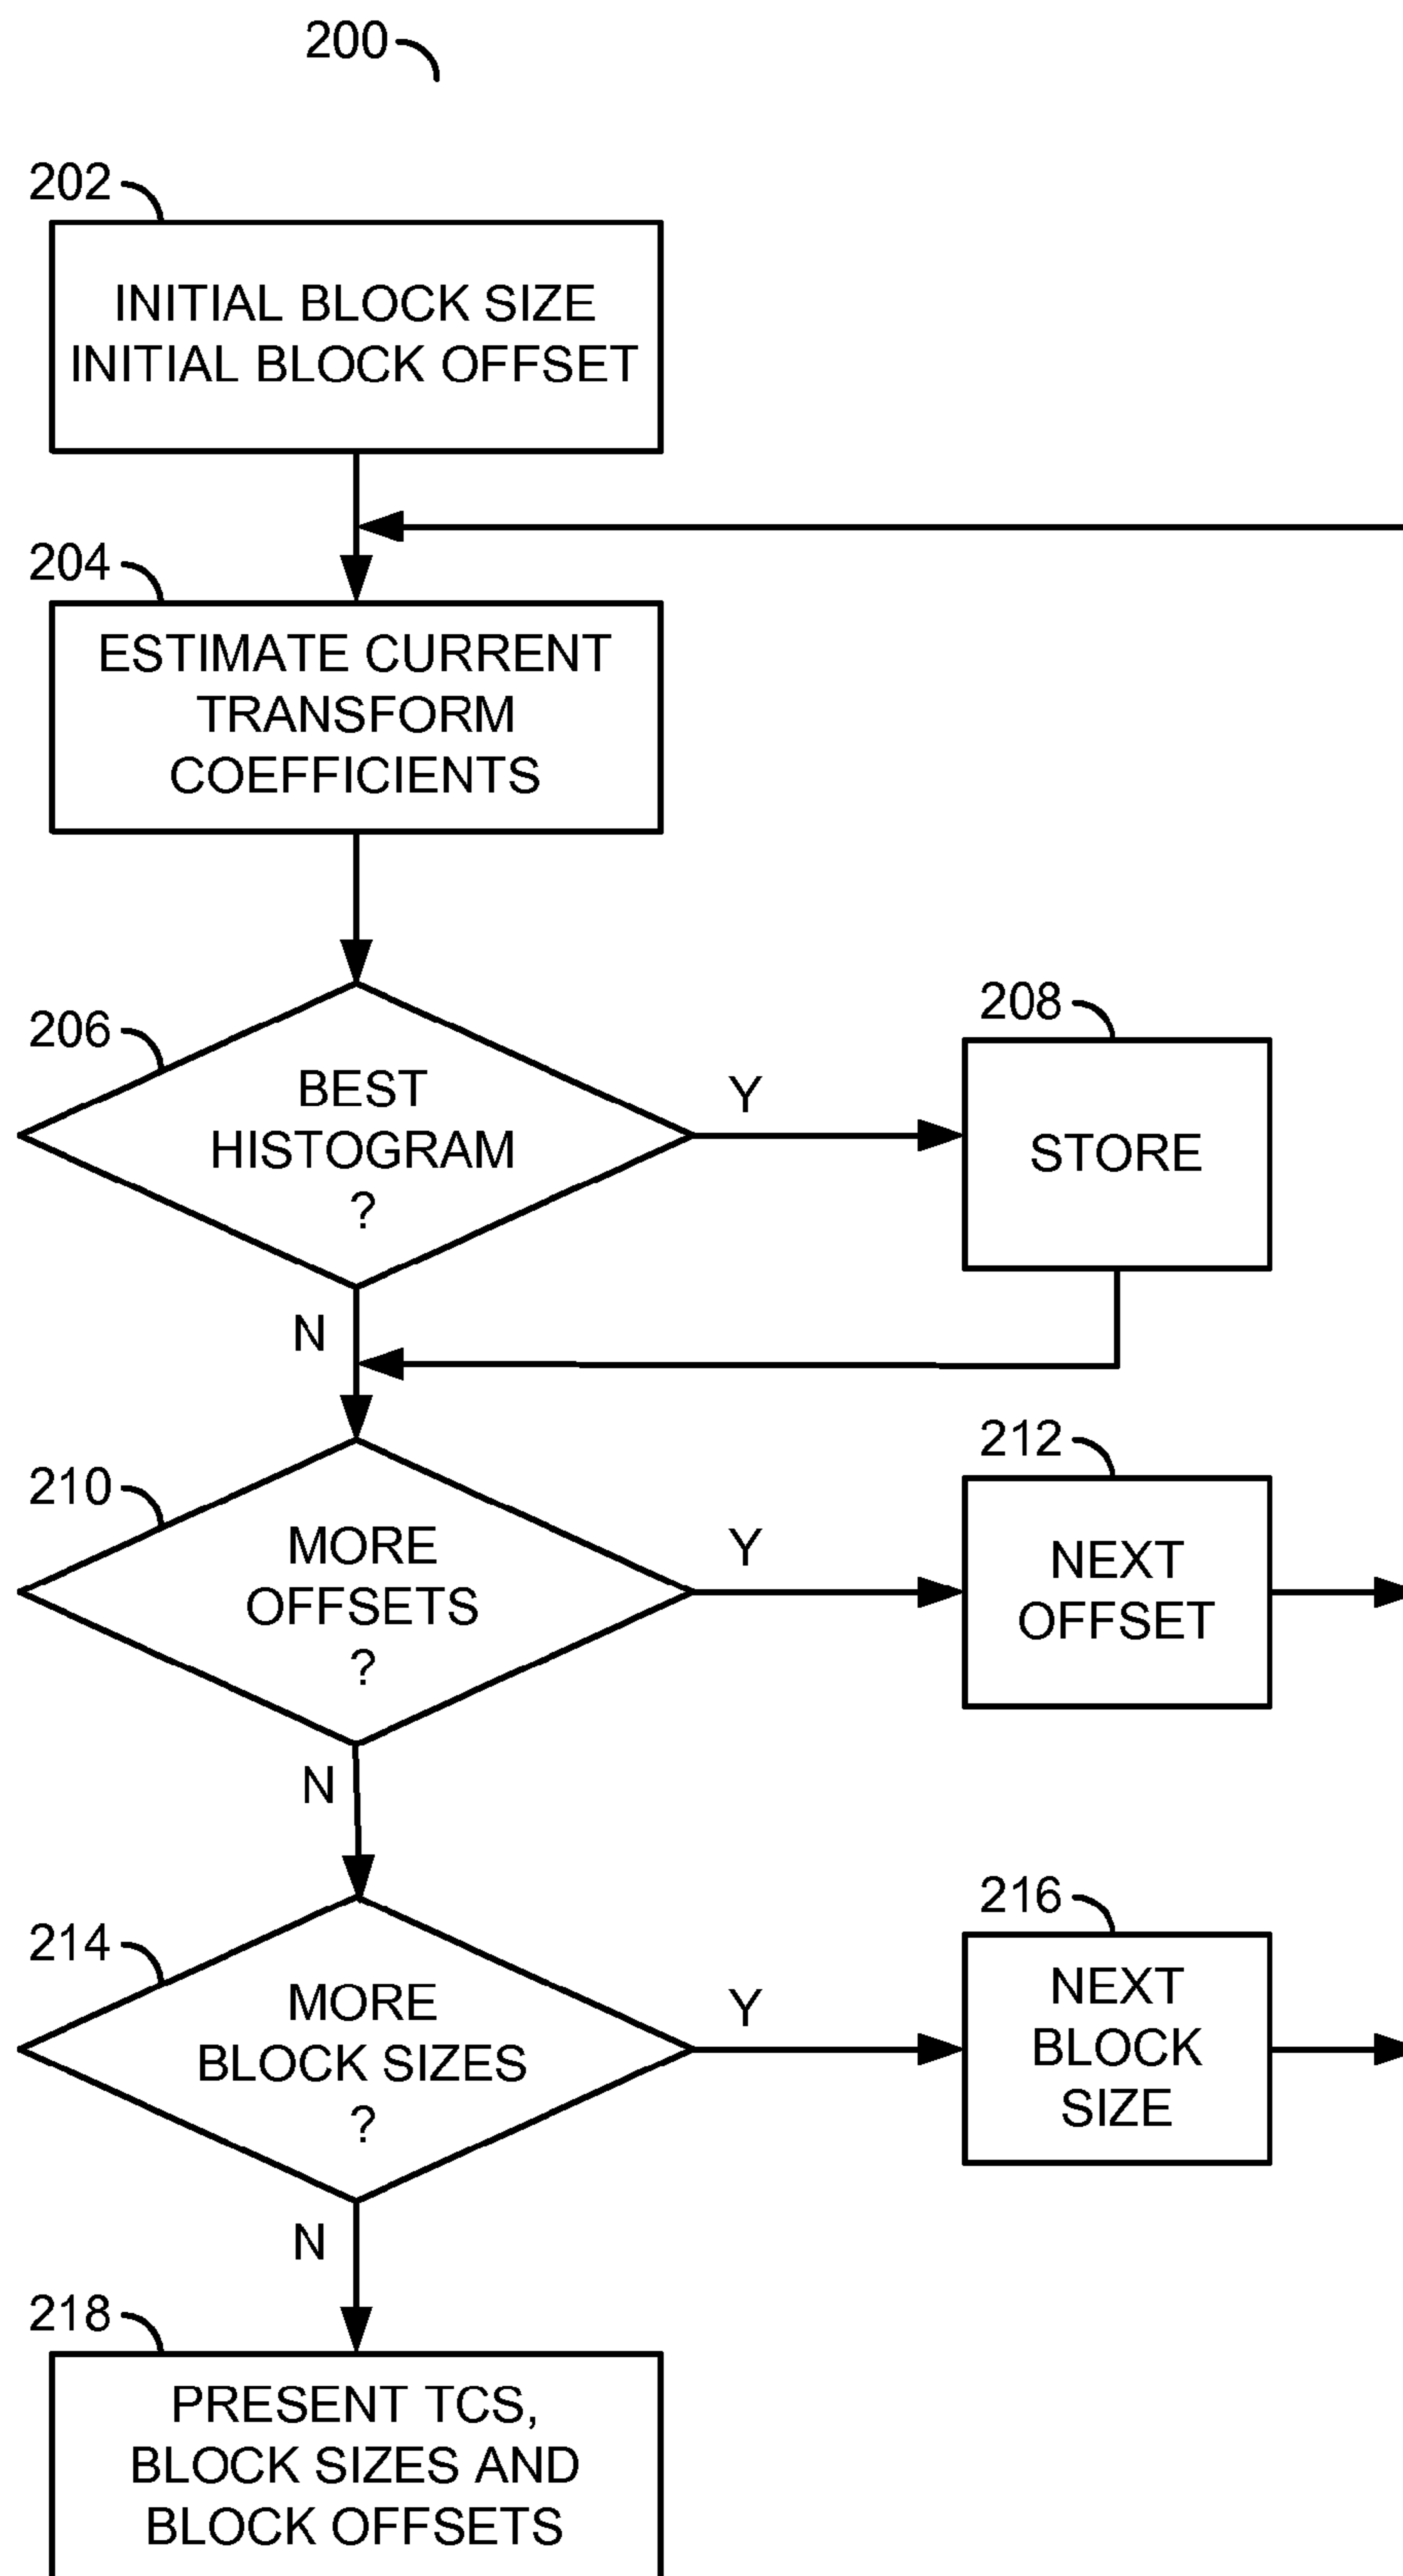 200
202
INITIAL BLOCK SIZE
INITIAL BLOCK OFFSET
204
ESTIMATE CURRENT
TRANSFORM
COEFFICIENTS
206
BEST
HISTOGRAM
?
Y
208
STORE
N
210
MORE
OFFSETS
?
Y
212
NEXT
OFFSET
N
214
MORE
BLOCK SIZES
?
Y
216
NEXT
BLOCK
SIZE
N
218
PRESENT TCS,
BLOCK SIZES AND
BLOCK OFFSETS